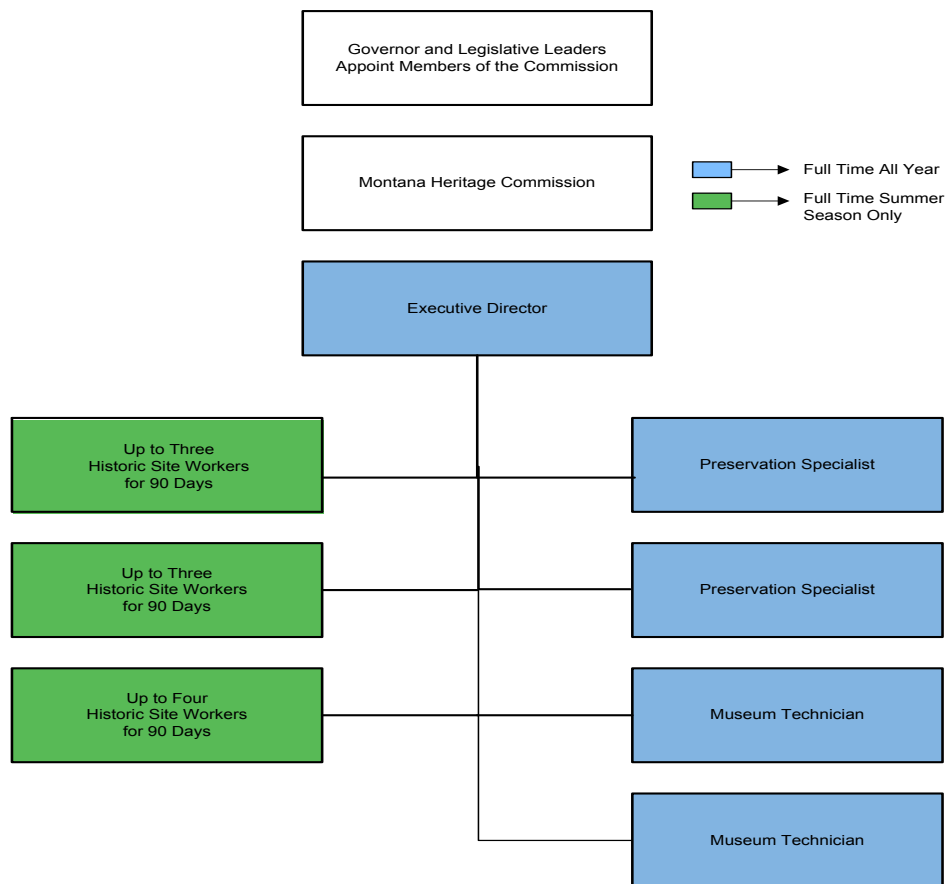 Governor and Legislative Leaders
Appoint Members of the Commission
Montana Heritage Commission
Full Time All Year
Full Time Summer
Season Only
Executive Director
Up to Three
Historic Site Workers
for 90 Days
Preservation Specialist
Up to Three
Historic Site Workers
for 90 Days
Preservation Specialist
Up to Four
Historic Site Workers
for 90 Days
Museum Technician
Museum Technician